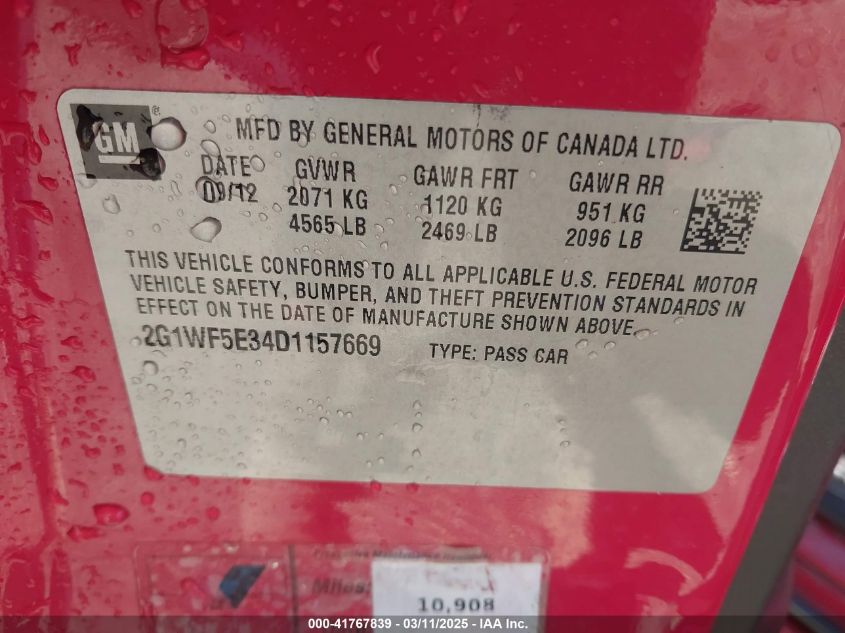 GM ®
MFD BY GENERAL MOTORS OF CANADA LTD.
DATE GVWR GAWR FRT GAWR RR
09/12 2071 KG 1120 KG 951 KG
4565 LB 2469 LB 2096 LB
THIS VEHICLE CONFORMS TO ALL APPLICABLE U.S. FEDERAL MOTOR
VEHICLE SAFETY, BUMPER, AND THEFT PREVENTION STANDARDS IN
EFFECT ON THE DATE OF MANUFACTURE SHOWN ABOVE.
2G1WF5E34D1157669 TYPE: PASS CAR
Maintenance
Miles:
10,908
000-41767839 - 03/11/2025 - IAA Inc.